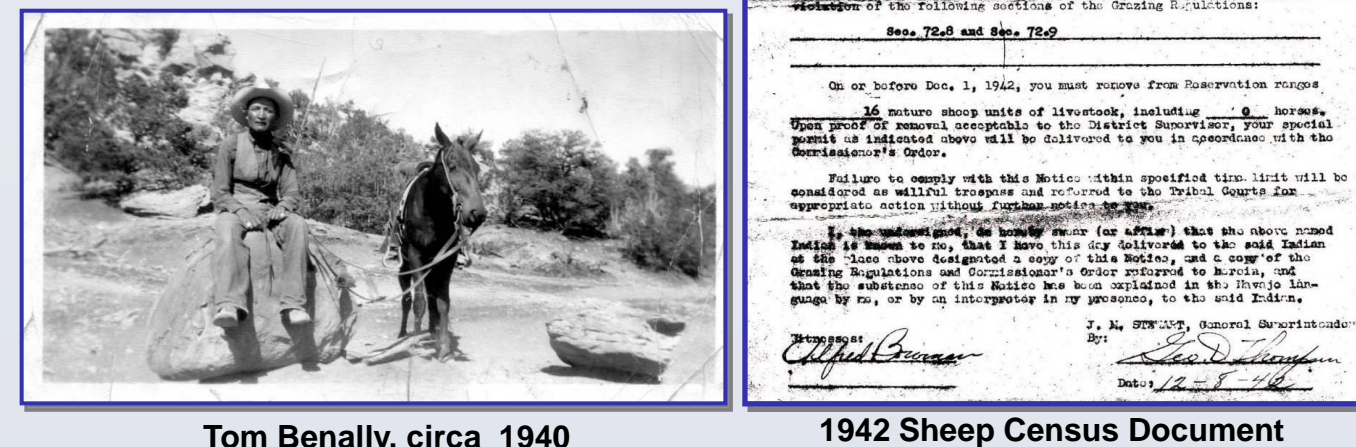 violation of the following sections of the Grazing Regulations:
Sec. 72.8 and Sec. 72.9
On or before Dec. 1, 1942, you must remove from Reservation ranges
16 mature sheep units of livestock, including 0 horses.
Upon proof of removal acceptable to the District Supervisor, your special
permit as indicated above will be delivered to you in accordance with the
Commissioner's Order.
Failure to comply with this Notice within specified time limit will be
considered as willful trespass and referred to the Tribal Courts for
appropriate action without further notice to you.
I, the undersigned, do hereby swear (or affirm) that the above named
Indian is known to me, that I have this day delivered to the said Indian
at the place above designated a copy of this Notice, and a copy of the
Grazing Regulations and Commissioner's Order referred to herein, and
that the substance of this Notice has been explained in the Navajo lan-
guage by me, or by an interpreter in my presence, to the said Indian.
J. M. STEWART, General Superintenden
Witnesses:
By:
Alfred Bowman
Geo. D Thompson
Date: 12-8-42
Tom Benally, circa 1940
1942 Sheep Census Document